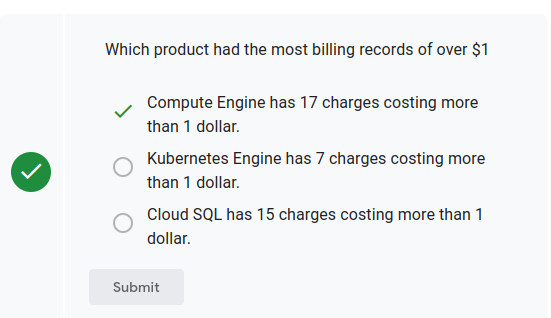 Which product had the most billing records of over $1
Compute Engine has 17 charges costing more
than 1 dollar.
Kubernetes Engine has 7 charges costing more
than 1 dollar.
Cloud SQL has 15 charges costing more than 1
dollar.
Submit